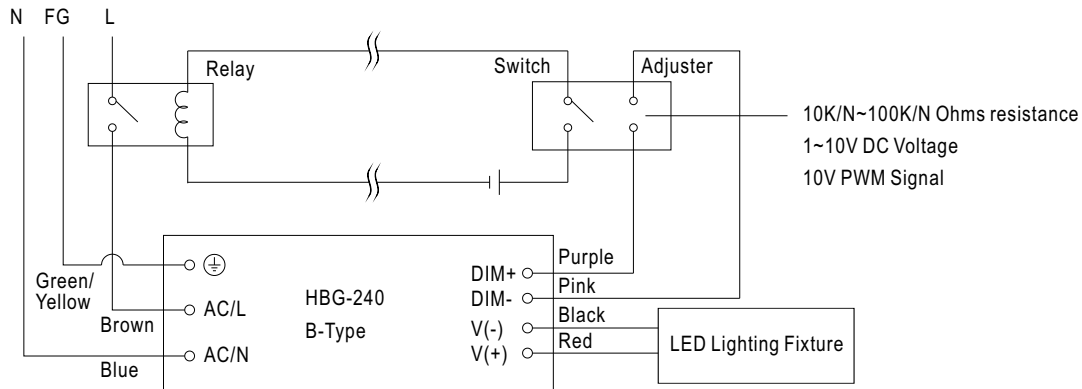 N FG L
Relay
Switch
Adjuster
10K/N~100K/N Ohms resistance
1~10V DC Voltage
10V PWM Signal
Green/
Yellow
Brown
Blue
AC/L
AC/N
HBG-240
B-Type
DIM+
DIM-
V(-)
V(+)
Purple
Pink
Black
Red
LED Lighting Fixture